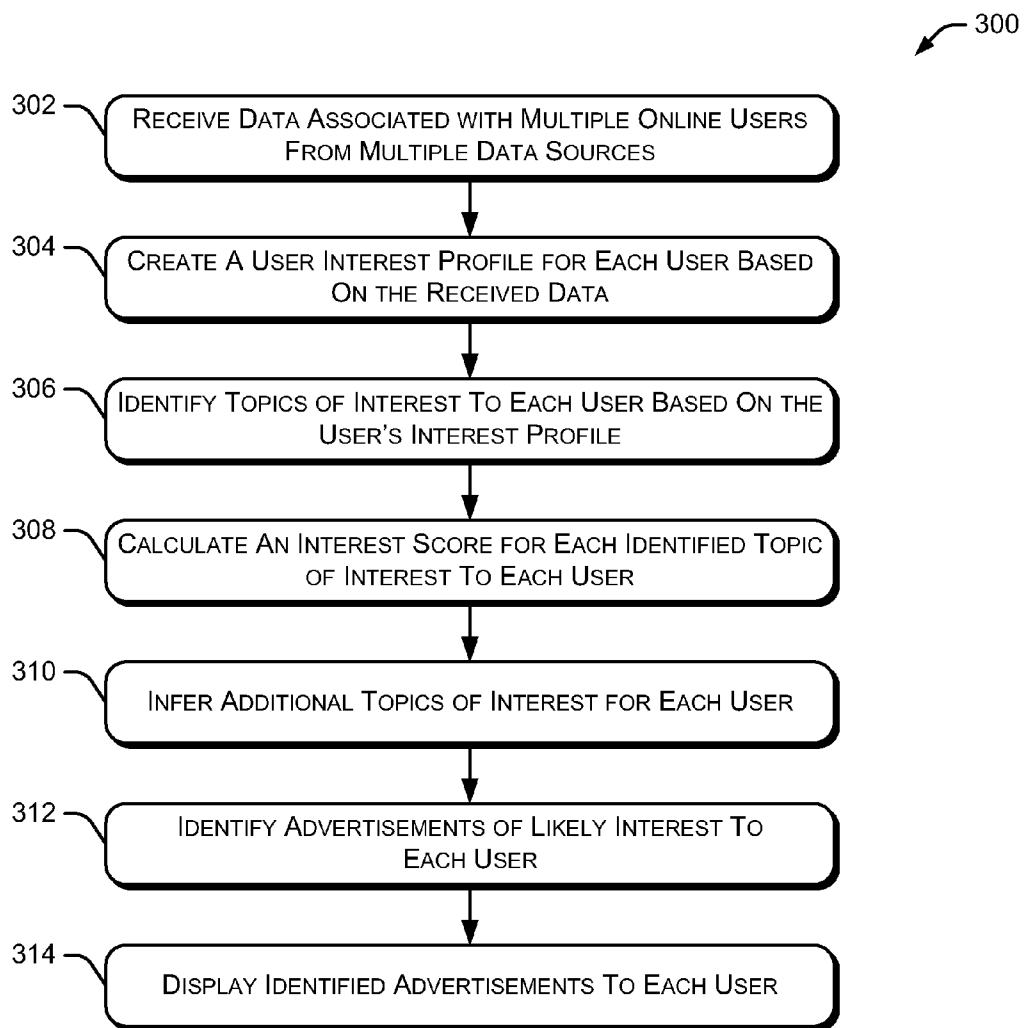 300
302
RECEIVE DATA ASSOCIATED WITH MULTIPLE ONLINE USERS
FROM MULTIPLE DATA SOURCES
304
CREATE A USER INTEREST PROFILE FOR EACH USER BASED
ON THE RECEIVED DATA
306
IDENTIFY TOPICS OF INTEREST TO EACH USER BASED ON THE
USER'S INTEREST PROFILE
308
CALCULATE AN INTEREST SCORE FOR EACH IDENTIFIED TOPIC
OF INTEREST TO EACH USER
310
INFER ADDITIONAL TOPICS OF INTEREST FOR EACH USER
312
IDENTIFY ADVERTISEMENTS OF LIKELY INTEREST TO
EACH USER
314
DISPLAY IDENTIFIED ADVERTISEMENTS TO EACH USER